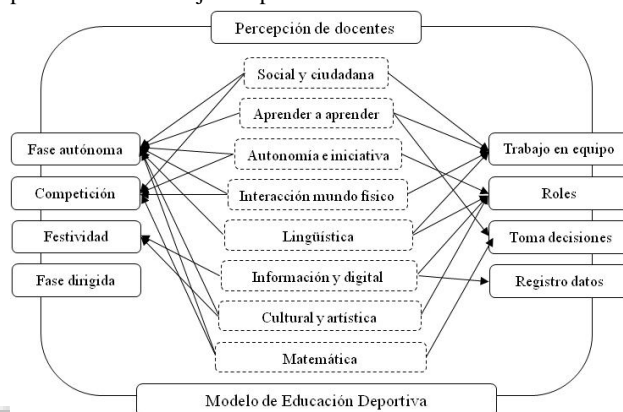 Percepción de docentes
Social y ciudadana
Aprender a aprender
Fase autónoma
Autonomía e iniciativa
Trabajo en equipo
Competición
Interacción mundo físico
Roles
Festividad
Lingüística
Toma decisiones
Fase dirigida
Información y digital
Registro datos
Cultural y artística
Matemática
Modelo de Educación Deportiva